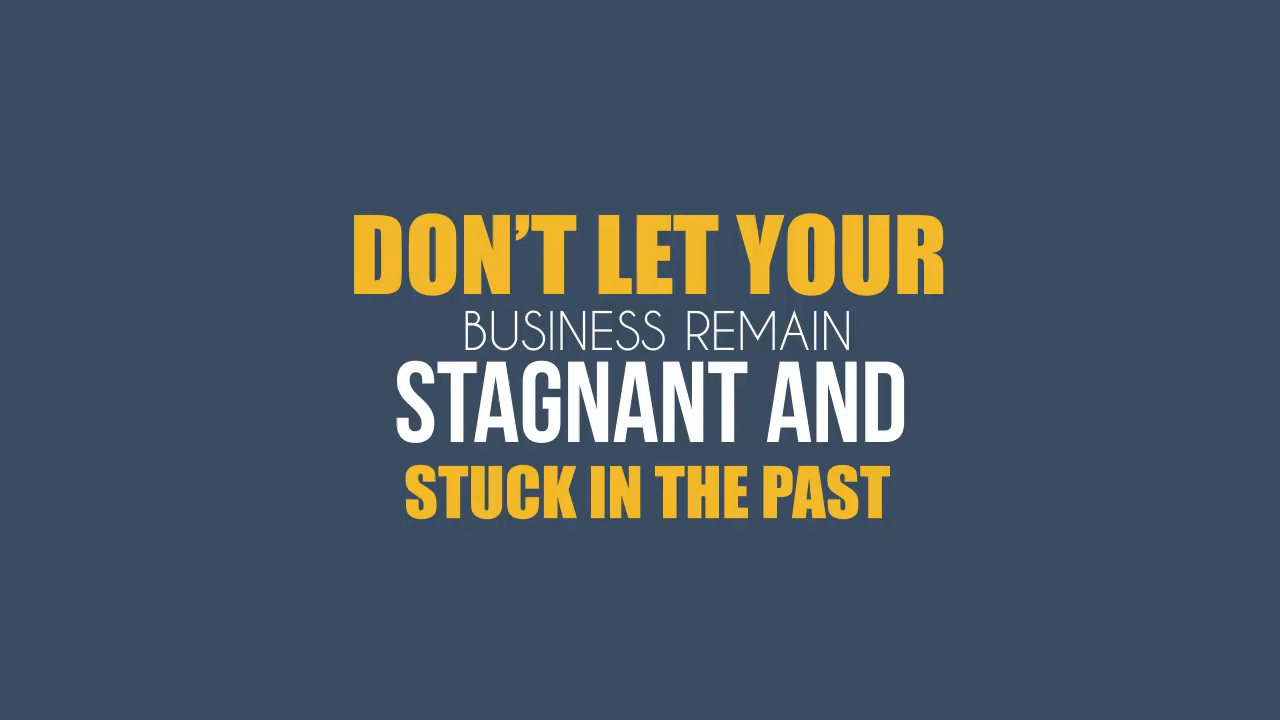 DON'T LET YOUR
BUSINESS REMAIN
STAGNANT AND
STUCK IN THE PAST